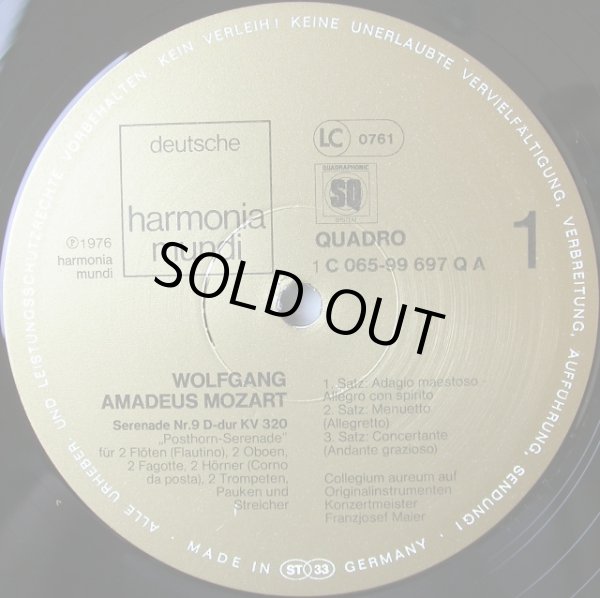 ALLE URHEBER- UND LEISTUNGSSCHUTZRECHTE VORBEHALTEN. KEIN VERLEIH! KEINE UNERLAUBTE VERVIELFÄLTIGUNG, VERBREITUNG, AUFFÜHRUNG, SENDUNG!
deutsche
harmonia
mundi
LC 0761
QUADRAPHONIC
SQ
QUADRO
1 C 065-99 697 Q A
1
℗ 1976
harmonia
mundi
SOLD OUT
WOLFGANG
AMADEUS MOZART
Serenade Nr. 9 D-dur KV 320
„Posthorn-Serenade“
für 2 Flöten (Flautino), 2 Oboen,
2 Fagotte, 2 Hörner (Corno
da posta), 2 Trompeten,
Pauken und
Streicher
1. Satz: Adagio maestoso
Allegro con spirito
2. Satz: Menuetto
(Allegretto)
3. Satz: Concertante
(Andante grazioso)
Collegium aureum auf
Originalinstrumenten
Konzertmeister
Franzjosef Maier
MADE IN ST 33 GERMANY